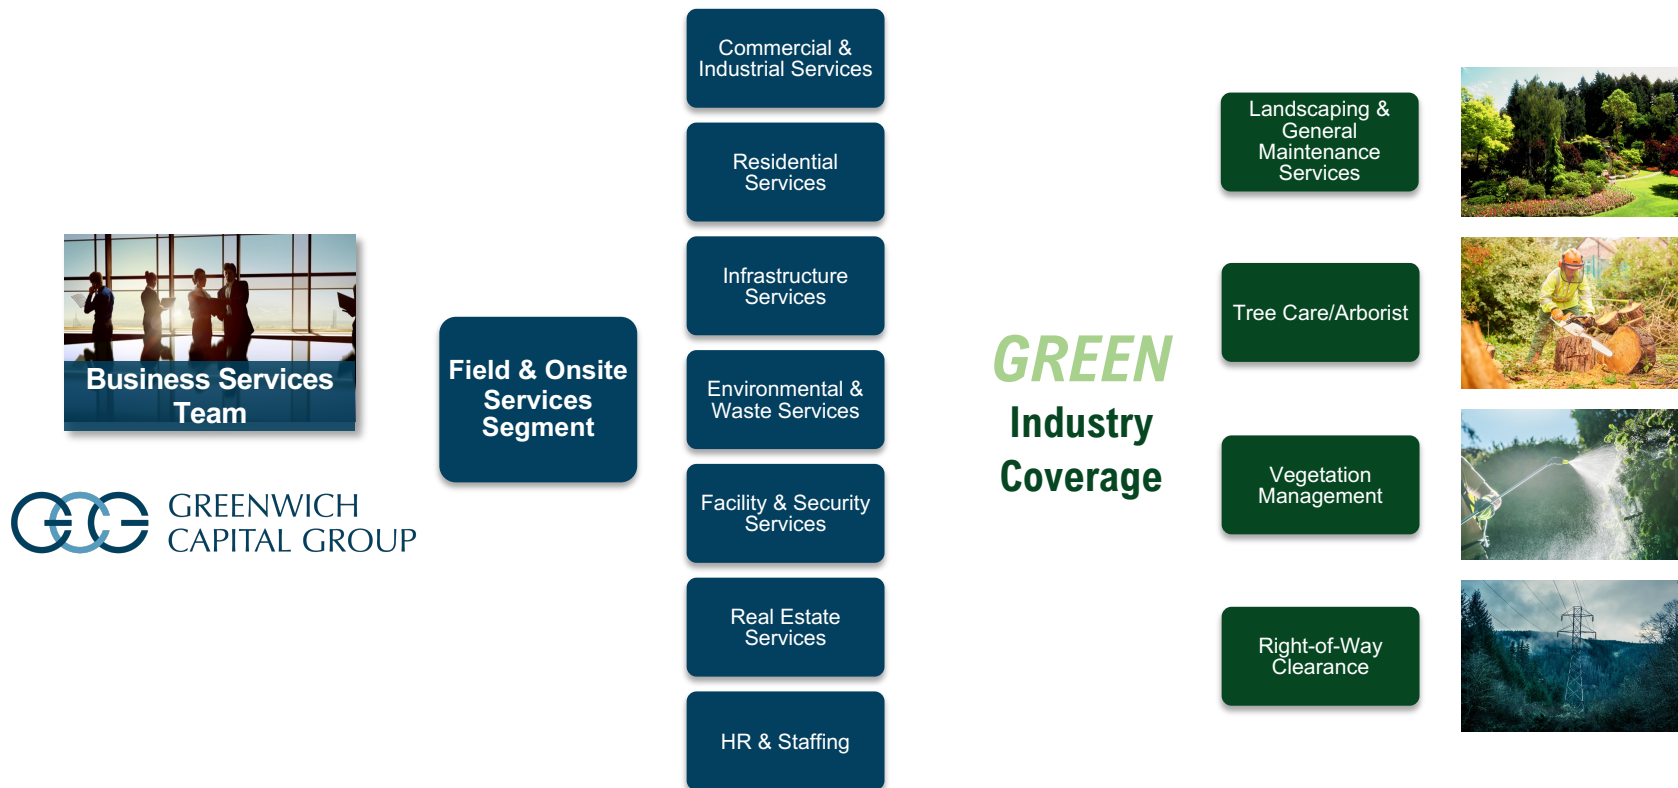 Business Services
Team
GCG
GREENWICH
CAPITAL GROUP
Field & Onsite
Services
Segment
Commercial &
Industrial Services
Residential
Services
Infrastructure
Services
Environmental &
Waste Services
Facility & Security
Services
Real Estate
Services
HR & Staffing
GREEN
Industry
Coverage
Landscaping &
General
Maintenance
Services
Tree Care/Arborist
Vegetation
Management
Right-of-Way
Clearance